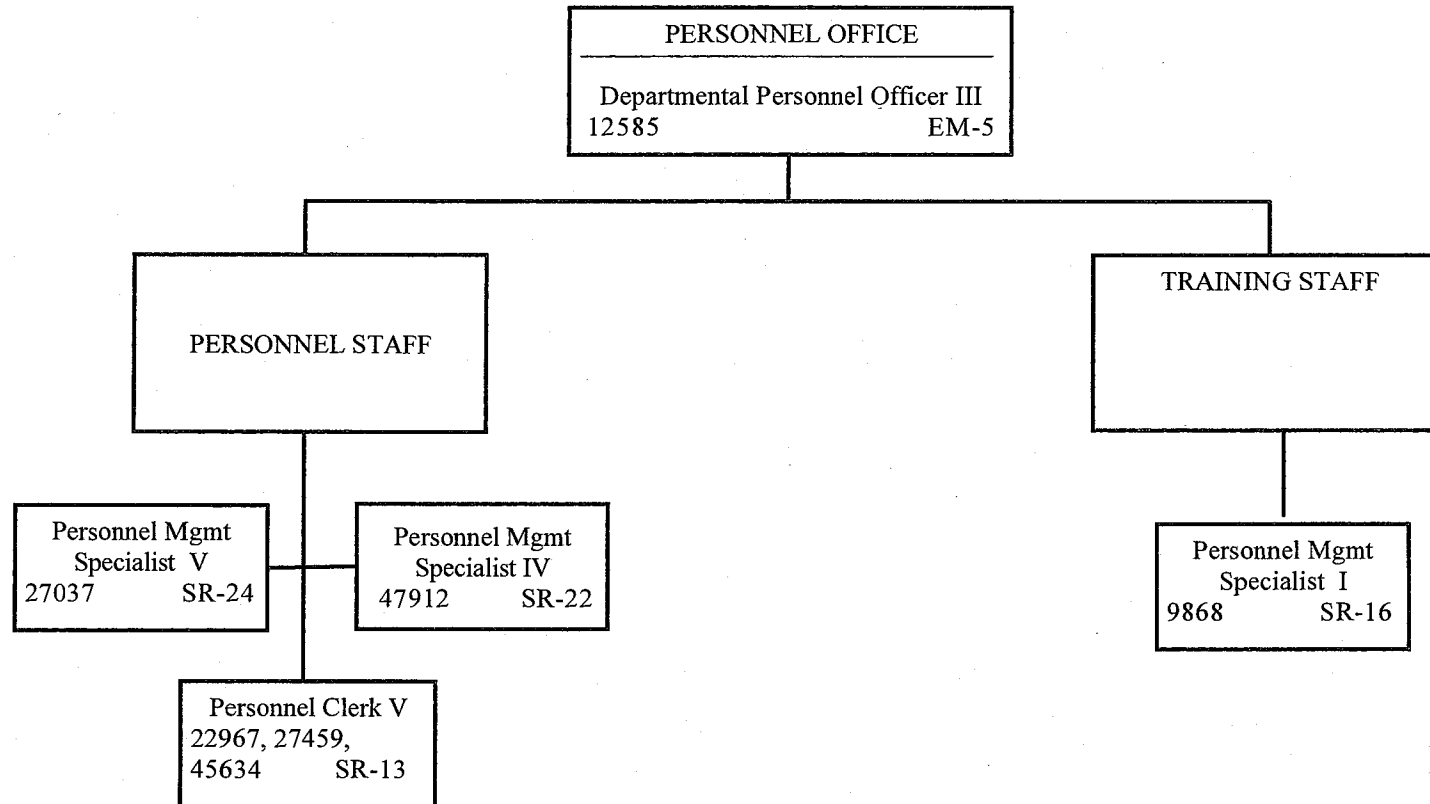 PERSONNEL OFFICE
Departmental Personnel Officer III
12585 EM-5
PERSONNEL STAFF
TRAINING STAFF
Personnel Mgmt
Specialist V
27037 SR-24
Personnel Mgmt
Specialist IV
47912 SR-22
Personnel Clerk V
22967, 27459,
45634 SR-13
Personnel Mgmt
Specialist I
9868 SR-16